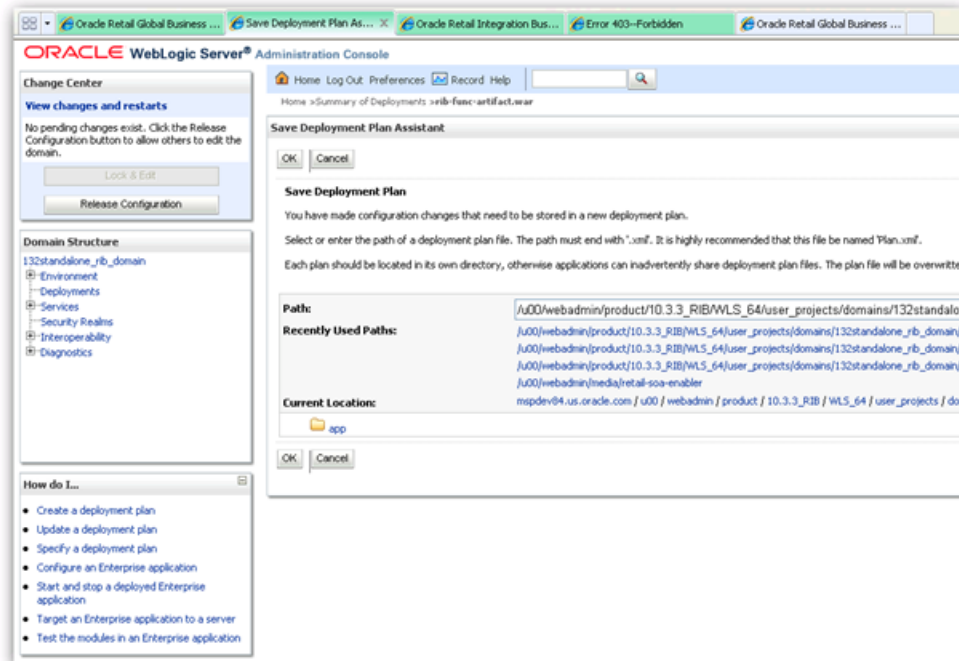 Oracle Retail Global Business ...
Save Deployment Plan As...
Oracle Retail Integration Bus...
Error 403--Forbidden
Oracle Retail Global Business ...
ORACLE WebLogic Server® Administration Console
Change Center
View changes and restarts
No pending changes exist. Click the Release
Configuration button to allow others to edit the
domain.
Lock & Edit
Release Configuration
Domain Structure
132standalone_rib_domain
Environment
Deployments
Services
Security Realms
Interoperability
Diagnostics
How do I...
Create a deployment plan
Update a deployment plan
Specify a deployment plan
Configure an Enterprise application
Start and stop a deployed Enterprise
application
Target an Enterprise application to a server
Test the modules in an Enterprise application
Home Log Out Preferences Record Help
Home >Summary of Deployments >rib-func-artifact.war
Save Deployment Plan Assistant
OK Cancel
Save Deployment Plan
You have made configuration changes that need to be stored in a new deployment plan.
Select or enter the path of a deployment plan file. The path must end with '.xml'. It is highly recommended that this file be named 'Plan.xml'.
Each plan should be located in its own directory, otherwise applications can inadvertently share deployment plan files. The plan file will be overwritte
Path: /u00/webadmin/product/10.3.3_RIB/WLS_64/user_projects/domains/132standalo
Recently Used Paths: /u00/webadmin/product/10.3.3_RIB/WLS_64/user_projects/domains/132standalone_rib_domain/
/u00/webadmin/product/10.3.3_RIB/WLS_64/user_projects/domains/132standalone_rib_domain/
/u00/webadmin/product/10.3.3_RIB/WLS_64/user_projects/domains/132standalone_rib_domain/
/u00/webadmin/media/retail-soa-enabler
Current Location: mspdev84.us.oracle.com / u00 / webadmin / product / 10.3.3_RIB / WLS_64 / user_projects / do
app
OK Cancel